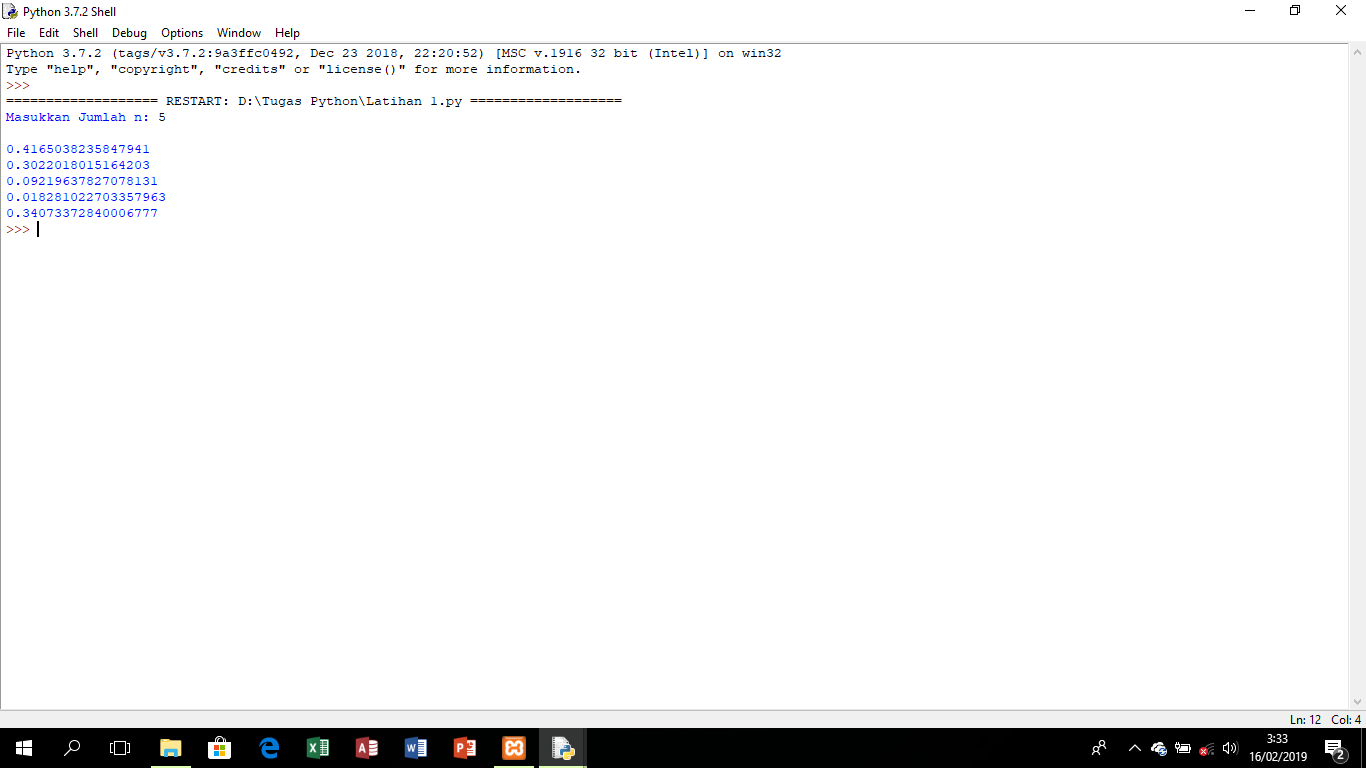 Python 3.7.2 Shell
File Edit Shell Debug Options Window Help
Python 3.7.2 (tags/v3.7.2:9a3ffc0492, Dec 23 2018, 22:20:52) [MSC v.1916 32 bit (Intel)] on win32
Type "help", "copyright", "credits" or "license()" for more information.
>>>
=================== RESTART: D:\Tugas Python\Latihan 1.py ===================
Masukkan Jumlah n: 5
0.4165038235847941
0.3022018015164203
0.09219637827078131
0.018281022703357963
0.34073372840006777
>>>
Ln: 12 Col: 4
3:33
16/02/2019
2